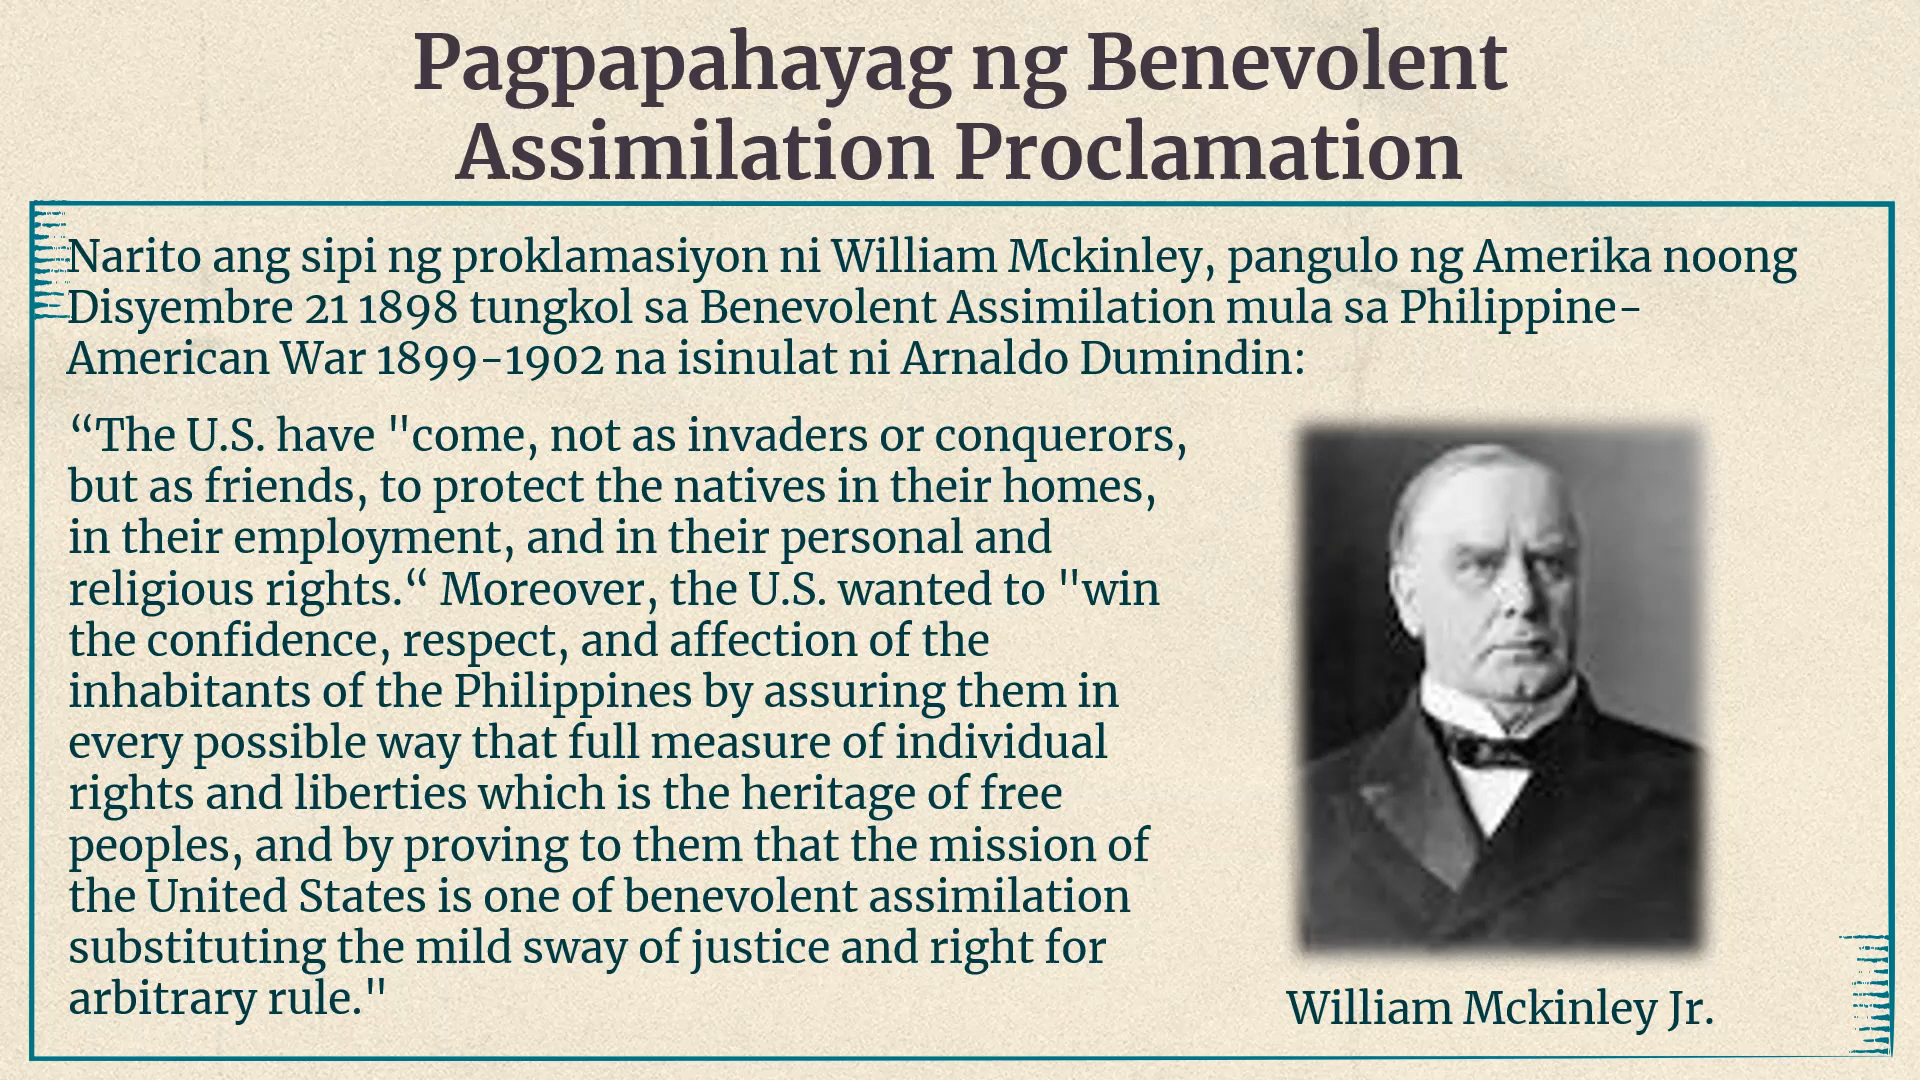 Pagpapahayag ng Benevolent
Assimilation Proclamation
Narito ang sipi ng proklamasiyon ni William Mckinley, pangulo ng Amerika noong
Disyembre 21 1898 tungkol sa Benevolent Assimilation mula sa Philippine-
American War 1899-1902 na isinulat ni Arnaldo Dumindin:
“The U.S. have "come, not as invaders or conquerors,
but as friends, to protect the natives in their homes,
in their employment, and in their personal and
religious rights.“ Moreover, the U.S. wanted to "win
the confidence, respect, and affection of the
inhabitants of the Philippines by assuring them in
every possible way that full measure of individual
rights and liberties which is the heritage of free
peoples, and by proving to them that the mission of
the United States is one of benevolent assimilation
substituting the mild sway of justice and right for
arbitrary rule."
William Mckinley Jr.